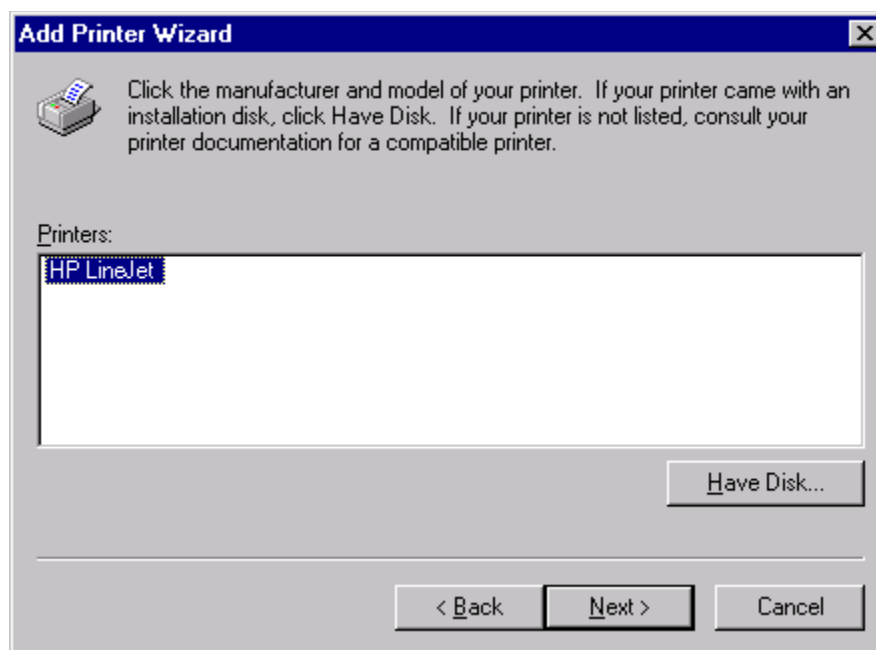 Add Printer Wizard
Click the manufacturer and model of your printer. If your printer came with an
installation disk, click Have Disk. If your printer is not listed, consult your
printer documentation for a compatible printer.
Printers:
HP LineJet
Have Disk...
< Back
Next >
Cancel